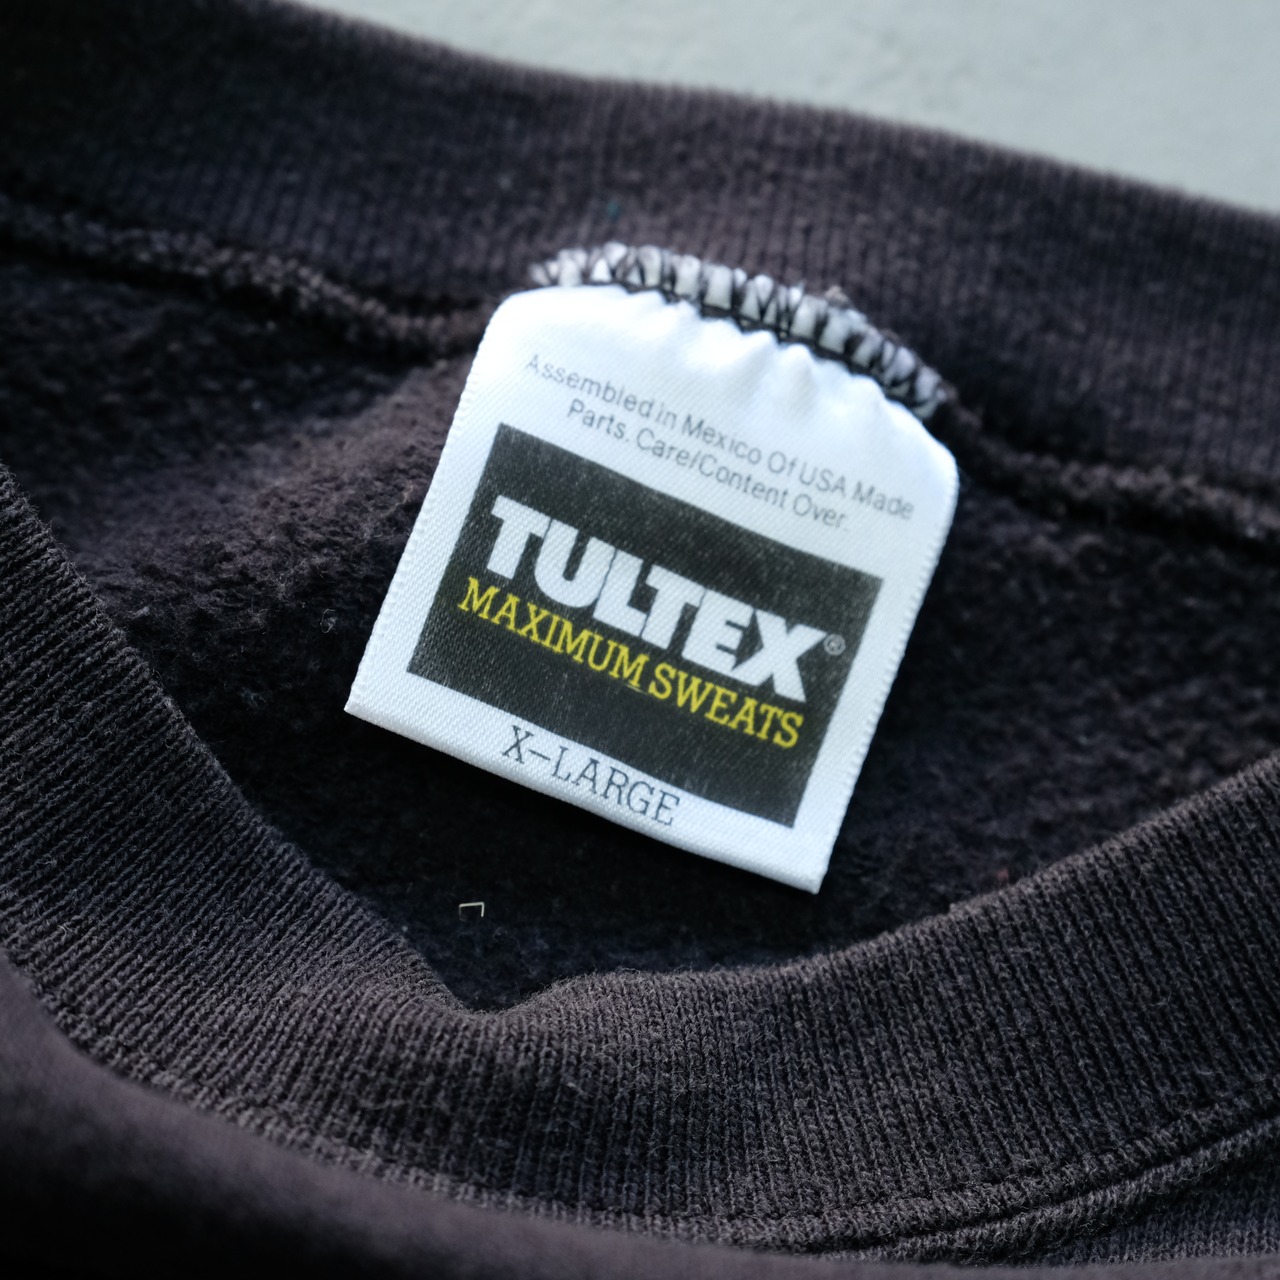 Assembled in Mexico Of USA Made
Parts. Care/Content Over.
TULTEX®
MAXIMUM SWEATS
X-LARGE